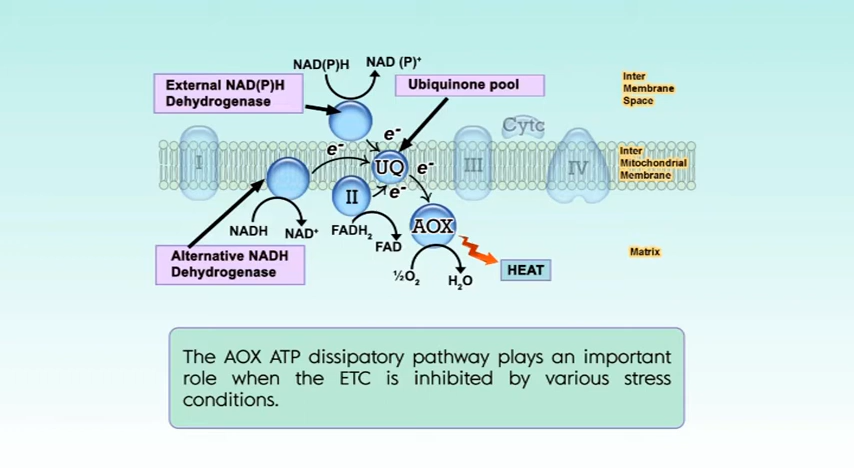 NAD(P)H
NAD (P)⁺
External NAD(P)H
Dehydrogenase
Ubiquinone pool
Inter
Membrane
Space
Cytc
e⁻
e⁻
I
UQ
e⁻
III
IV
Inter
Mitochondrial
Membrane
II
e⁻
NADH
NAD⁺
FADH₂
FAD
AOX
Alternative NADH
Dehydrogenase
½O₂
H₂O
HEAT
Matrix
The AOX ATP dissipatory pathway plays an important
role when the ETC is inhibited by various stress
conditions.